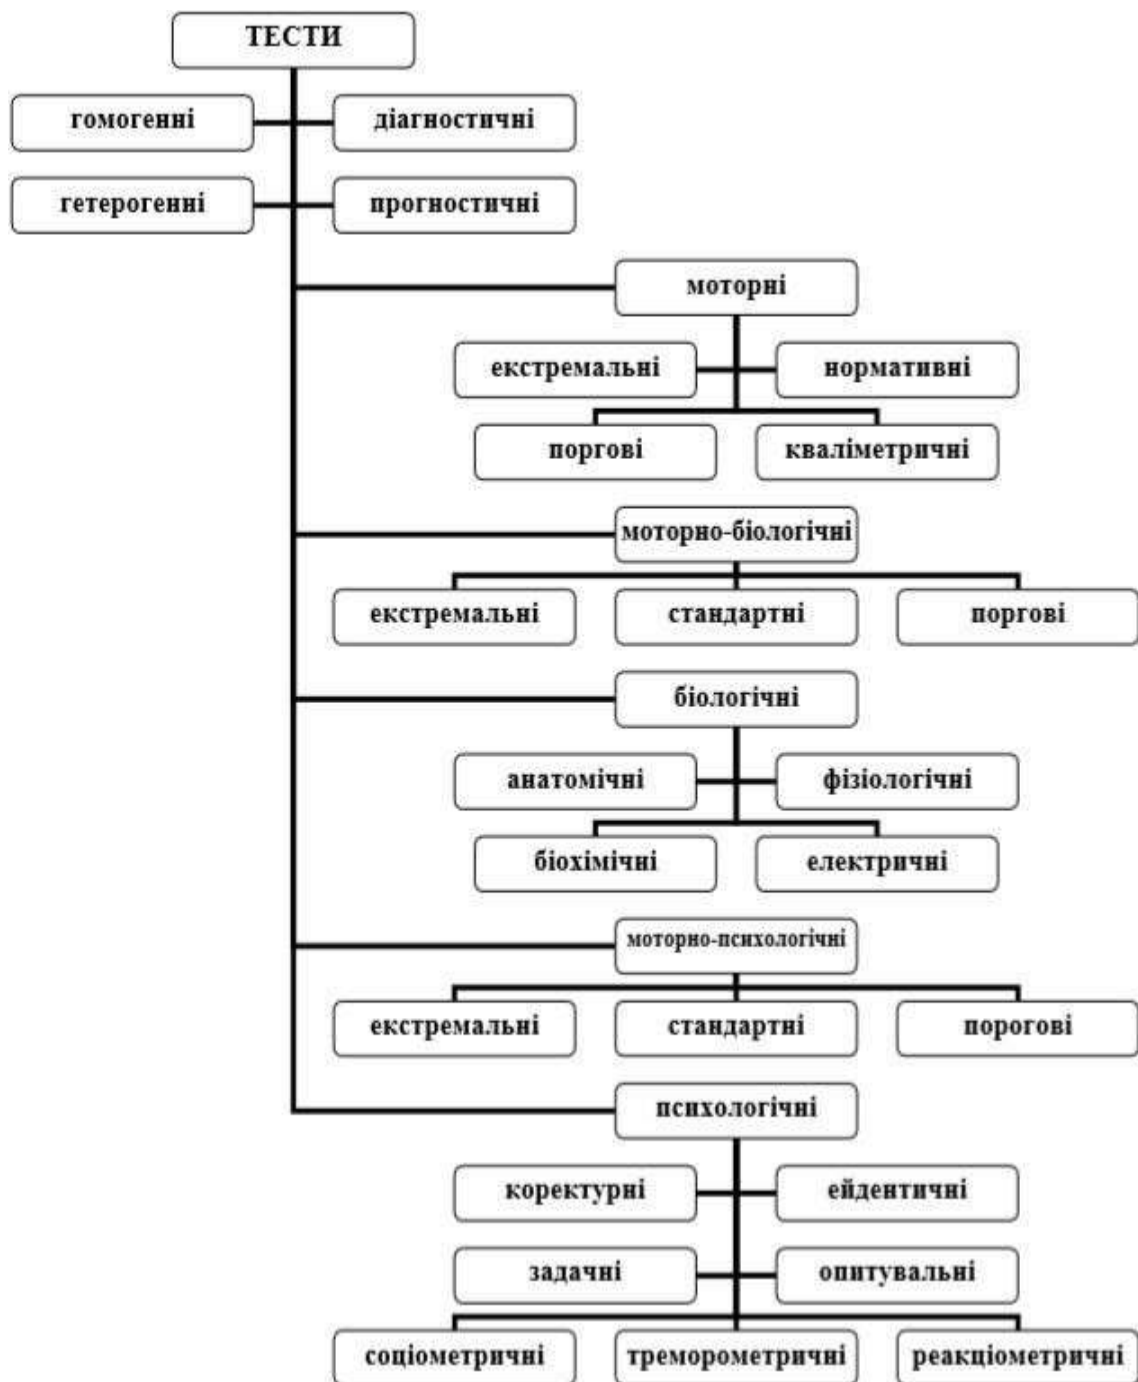 ТЕСТИ
гомогенні
діагностичні
гетерогенні
прогностичні
моторні
екстремальні
нормативні
поргові
кваліметричні
моторно-біологічні
екстремальні
стандартні
поргові
біологічні
анатомічні
фізіологічні
біохімічні
електричні
моторно-психологічні
екстремальні
стандартні
порогові
психологічні
коректурні
ейдентичні
задачні
опитувальні
соціометричні
треморометричні
реакціометричні